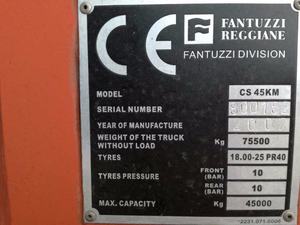 CE
FANTUZZI
REGGIANE
FANTUZZI DIVISION
MODEL CS 45KM
SERIAL NUMBER
YEAR OF MANUFACTURE
WEIGHT OF THE TRUCK
WITHOUT LOAD Kg 75500
TYRES 18.00-25 PR40
TYRES PRESSURE FRONT (BAR) 10
REAR (BAR) 10
MAX. CAPACITY Kg 45000